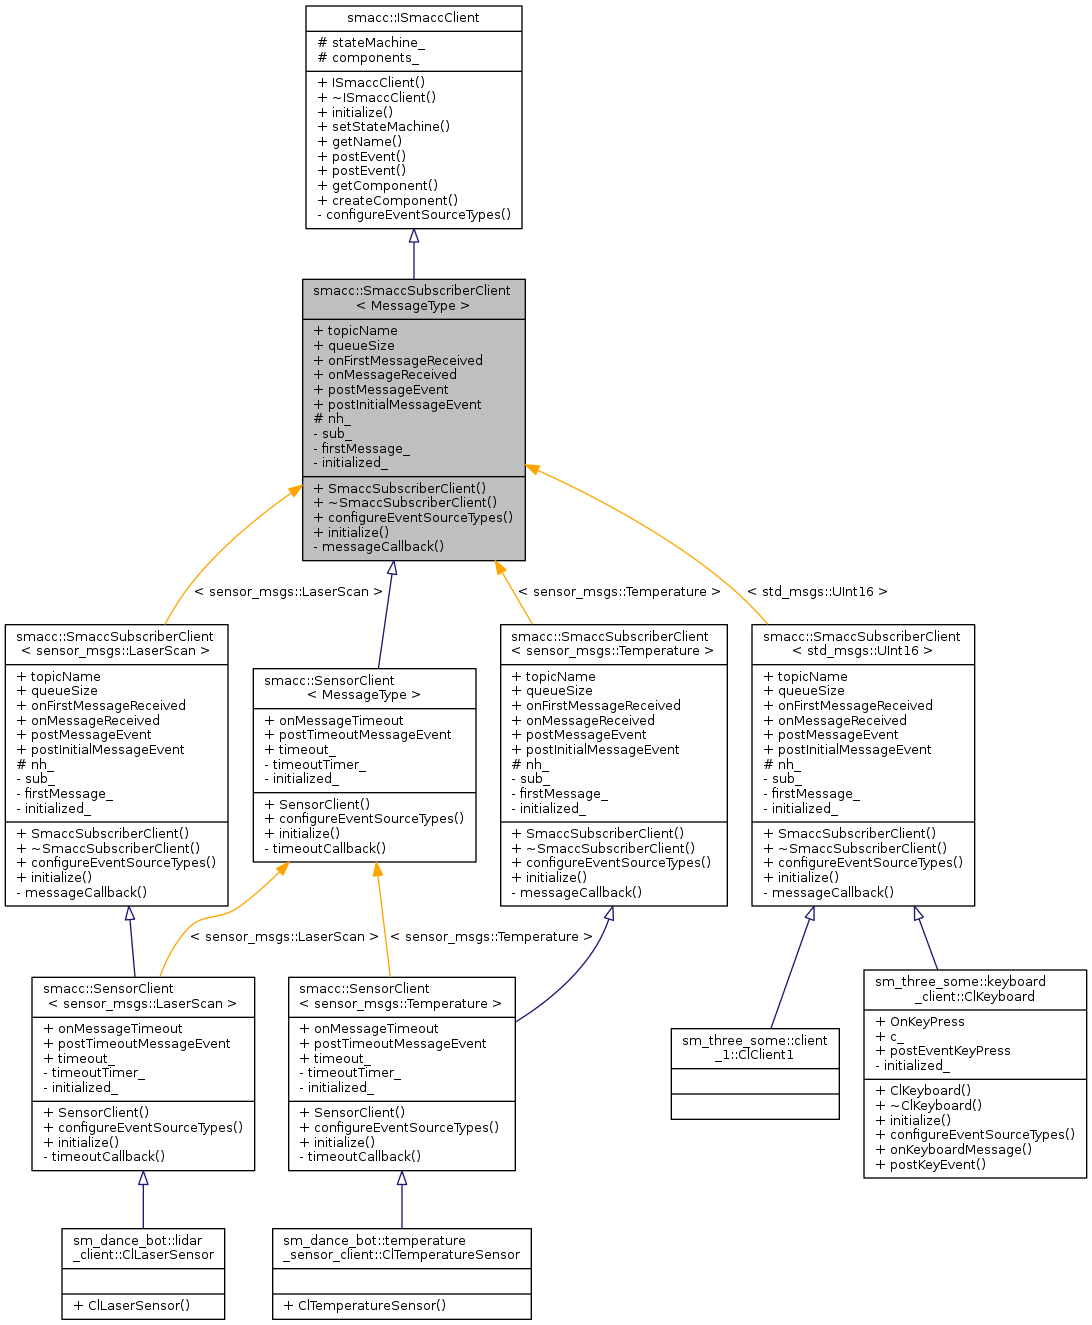 smacc::ISmaccClient
# stateMachine_
# components_
+ ISmaccClient()
+ ~ISmaccClient()
+ initialize()
+ setStateMachine()
+ getName()
+ postEvent()
+ postEvent()
+ getComponent()
+ createComponent()
- configureEventSourceTypes()
smacc::SmaccSubscriberClient
< MessageType >
+ topicName
+ queueSize
+ onFirstMessageReceived
+ onMessageReceived
+ postMessageEvent
+ postInitialMessageEvent
# nh_
- sub_
- firstMessage_
- initialized_
+ SmaccSubscriberClient()
+ ~SmaccSubscriberClient()
+ configureEventSourceTypes()
+ initialize()
- messageCallback()
< sensor_msgs::LaserScan >
< sensor_msgs::Temperature >
< std_msgs::UInt16 >
smacc::SmaccSubscriberClient
< sensor_msgs::LaserScan >
+ topicName
+ queueSize
+ onFirstMessageReceived
+ onMessageReceived
+ postMessageEvent
+ postInitialMessageEvent
# nh_
- sub_
- firstMessage_
- initialized_
+ SmaccSubscriberClient()
+ ~SmaccSubscriberClient()
+ configureEventSourceTypes()
+ initialize()
- messageCallback()
smacc::SensorClient
< MessageType >
+ onMessageTimeout
+ postTimeoutMessageEvent
+ timeout_
- timeoutTimer_
- initialized_
+ SensorClient()
+ configureEventSourceTypes()
+ initialize()
- timeoutCallback()
smacc::SmaccSubscriberClient
< sensor_msgs::Temperature >
+ topicName
+ queueSize
+ onFirstMessageReceived
+ onMessageReceived
+ postMessageEvent
+ postInitialMessageEvent
# nh_
- sub_
- firstMessage_
- initialized_
+ SmaccSubscriberClient()
+ ~SmaccSubscriberClient()
+ configureEventSourceTypes()
+ initialize()
- messageCallback()
smacc::SmaccSubscriberClient
< std_msgs::UInt16 >
+ topicName
+ queueSize
+ onFirstMessageReceived
+ onMessageReceived
+ postMessageEvent
+ postInitialMessageEvent
# nh_
- sub_
- firstMessage_
- initialized_
+ SmaccSubscriberClient()
+ ~SmaccSubscriberClient()
+ configureEventSourceTypes()
+ initialize()
- messageCallback()
< sensor_msgs::LaserScan >
< sensor_msgs::Temperature >
smacc::SensorClient
< sensor_msgs::LaserScan >
+ onMessageTimeout
+ postTimeoutMessageEvent
+ timeout_
- timeoutTimer_
- initialized_
+ SensorClient()
+ configureEventSourceTypes()
+ initialize()
- timeoutCallback()
smacc::SensorClient
< sensor_msgs::Temperature >
+ onMessageTimeout
+ postTimeoutMessageEvent
+ timeout_
- timeoutTimer_
- initialized_
+ SensorClient()
+ configureEventSourceTypes()
+ initialize()
- timeoutCallback()
sm_three_some::client
_1::ClClient1
sm_three_some::keyboard
_client::ClKeyboard
+ OnKeyPress
+ c_
+ postEventKeyPress
- initialized_
+ ClKeyboard()
+ ~ClKeyboard()
+ initialize()
+ configureEventSourceTypes()
+ onKeyboardMessage()
+ postKeyEvent()
sm_dance_bot::lidar
_client::ClLaserSensor
+ ClLaserSensor()
sm_dance_bot::temperature
_sensor_client::ClTemperatureSensor
+ ClTemperatureSensor()